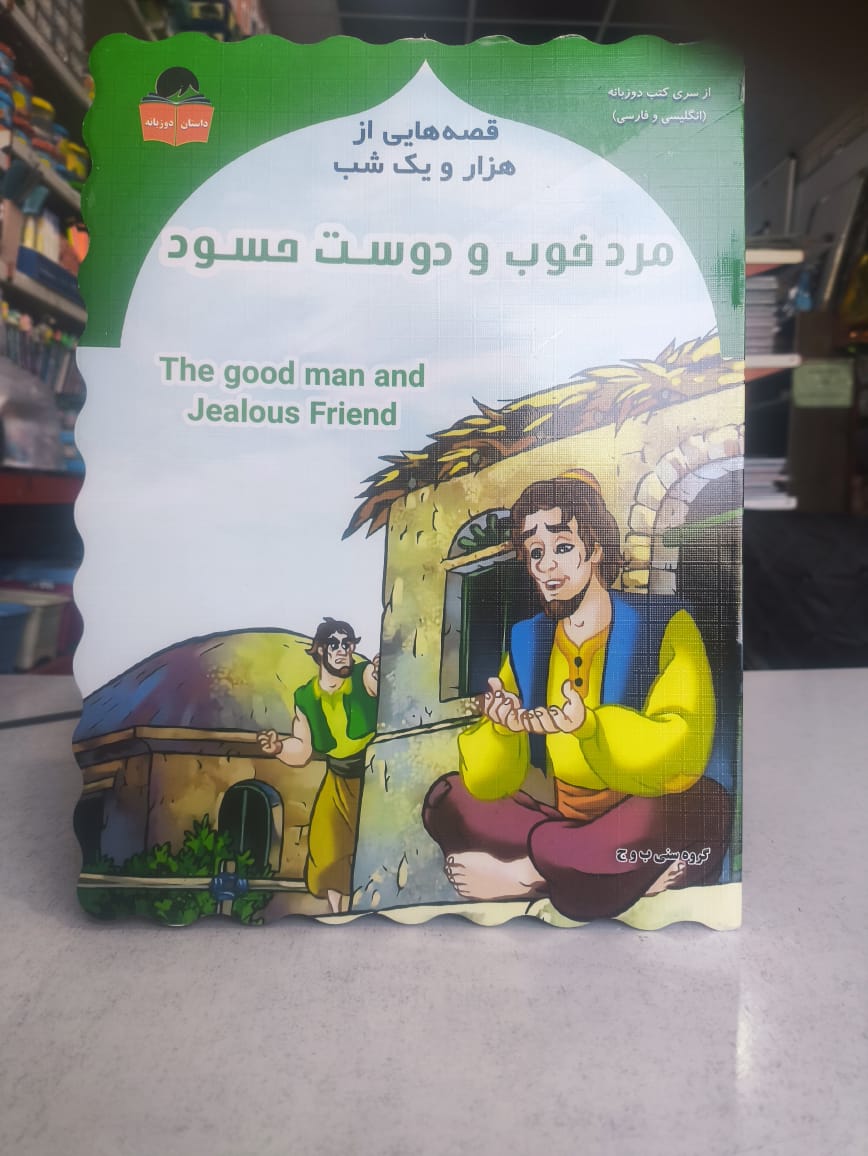 از سری کتب دوزبانه
(انگلیسی و فارسی)
داستان دوزبانه
قصه‌هایی از
هزار و یک شب
مرد خوب و دوست حسود
The good man and
Jealous Friend
گروه سنی ب و ج